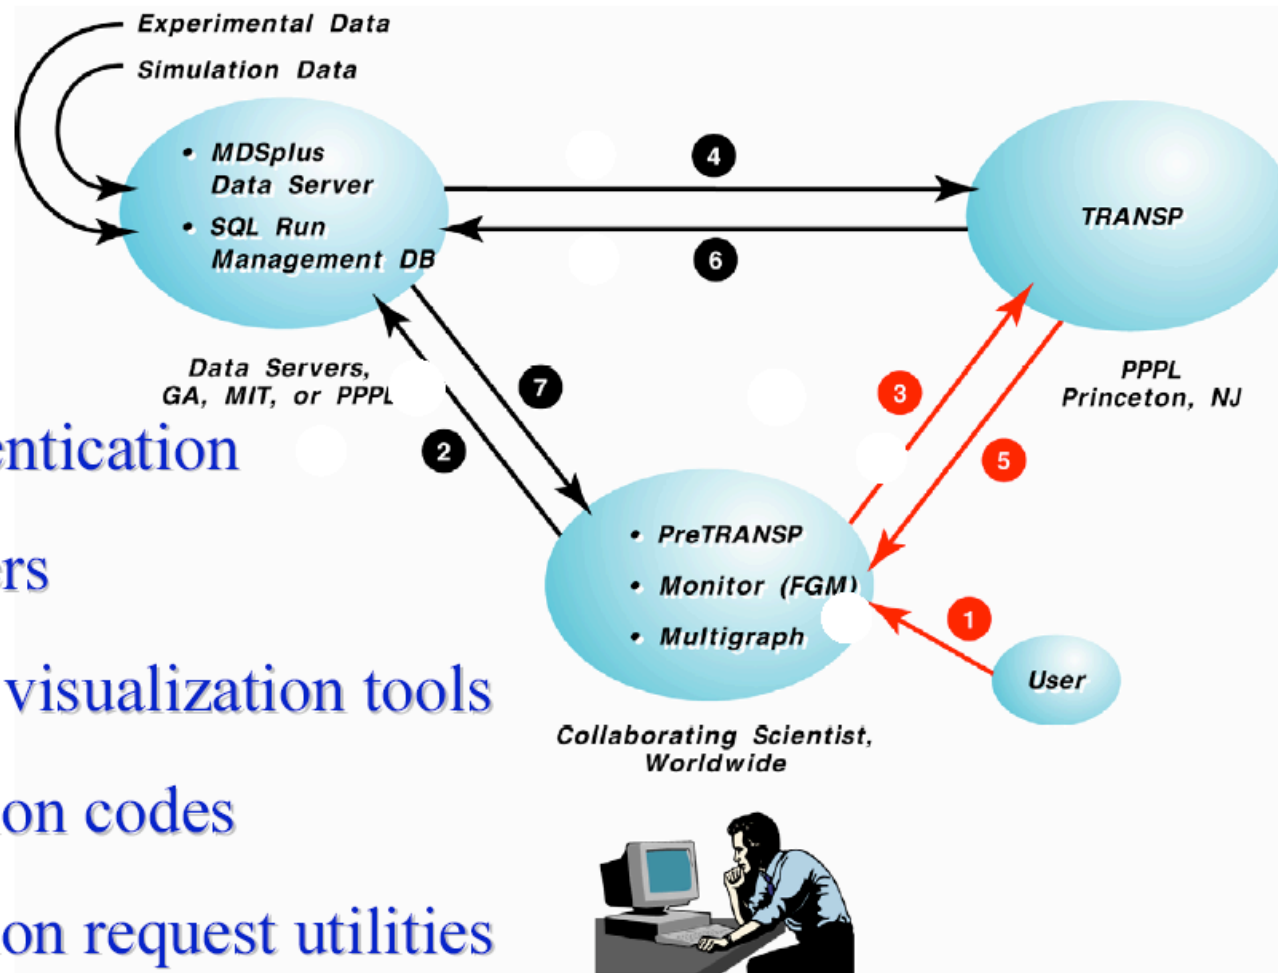 Experimental Data
Simulation Data
• MDSplus
Data Server
• SQL Run
Management DB
4
6
TRANSP
Data Servers,
GA, MIT, or PPPL
PPPL
Princeton, NJ
7
2
3
5
entication
ers
visualization tools
on codes
on request utilities
• PreTRANSP
• Monitor (FGM)
• Multigraph
1
User
Collaborating Scientist,
Worldwide